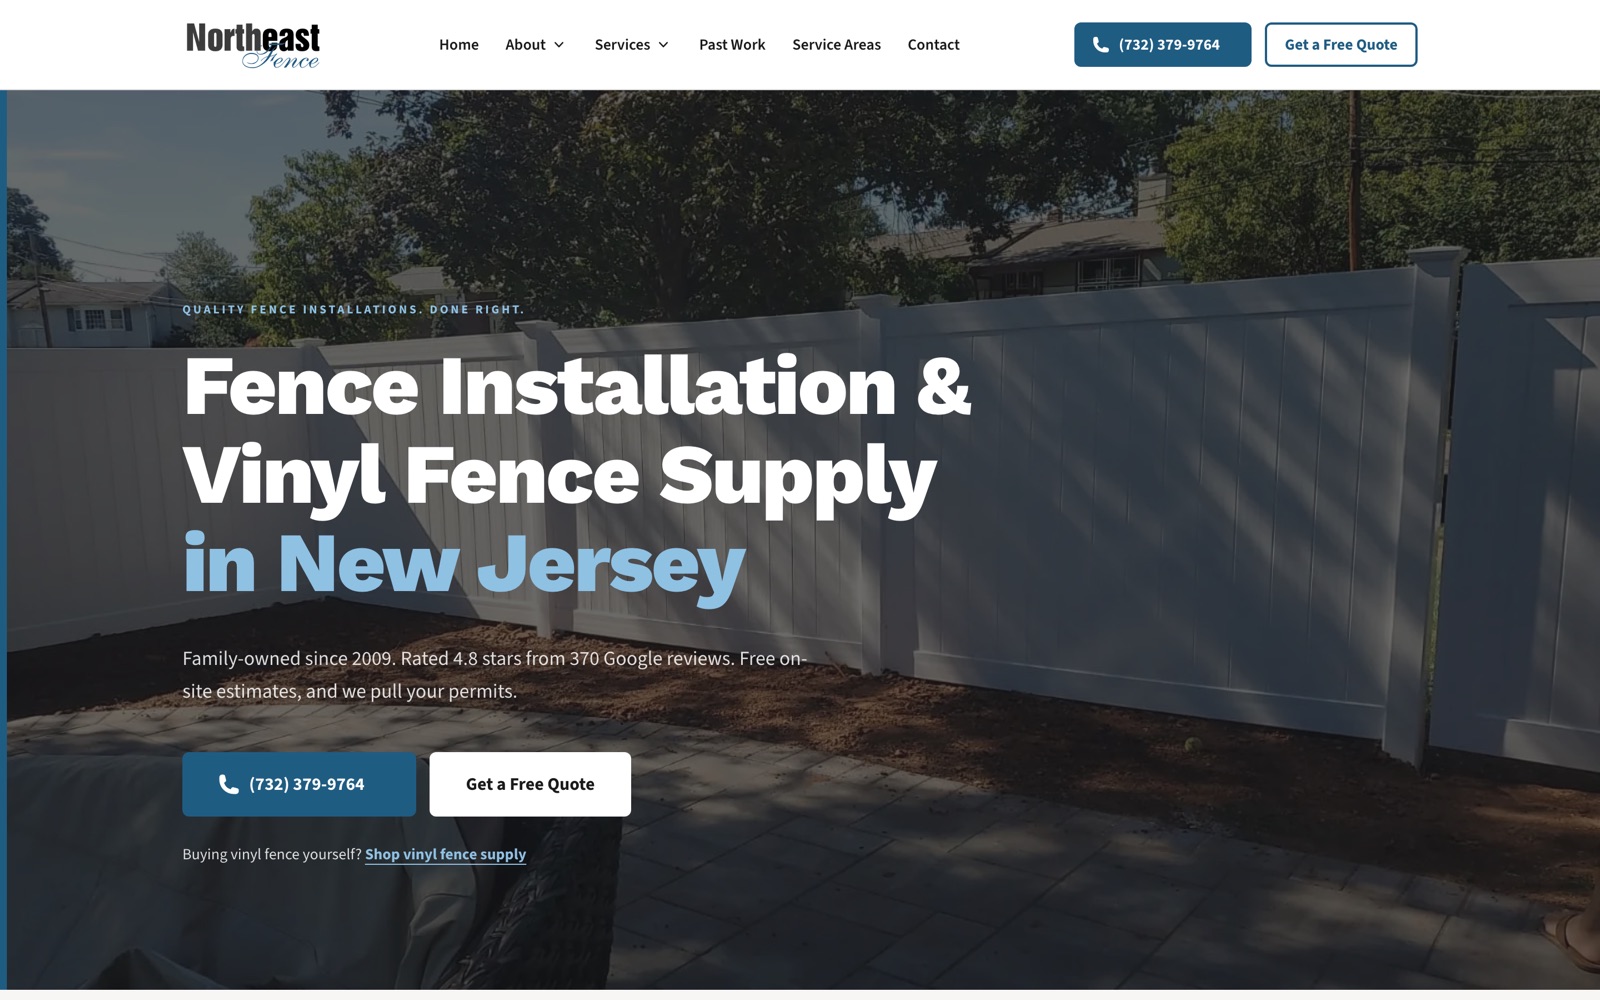 Northeast
Fence
Home
About
Services
Past Work
Service Areas
Contact
(732) 379-9764
Get a Free Quote
QUALITY FENCE INSTALLATIONS. DONE RIGHT.
Fence Installation &
Vinyl Fence Supply
in New Jersey
Family-owned since 2009. Rated 4.8 stars from 370 Google reviews. Free on-
site estimates, and we pull your permits.
(732) 379-9764
Get a Free Quote
Buying vinyl fence yourself? Shop vinyl fence supply